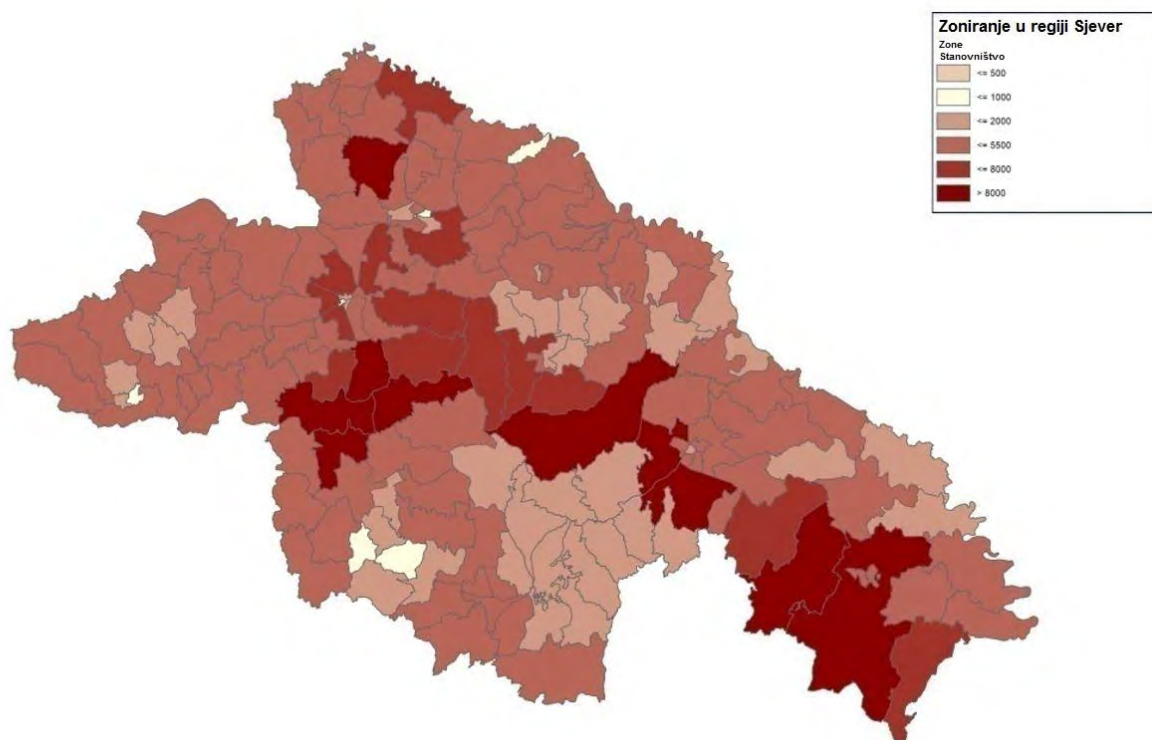 Zoniranje u regiji Sjever
Zone
Stanovništvo
<= 500
<= 1000
<= 2000
<= 5500
<= 8000
> 8000